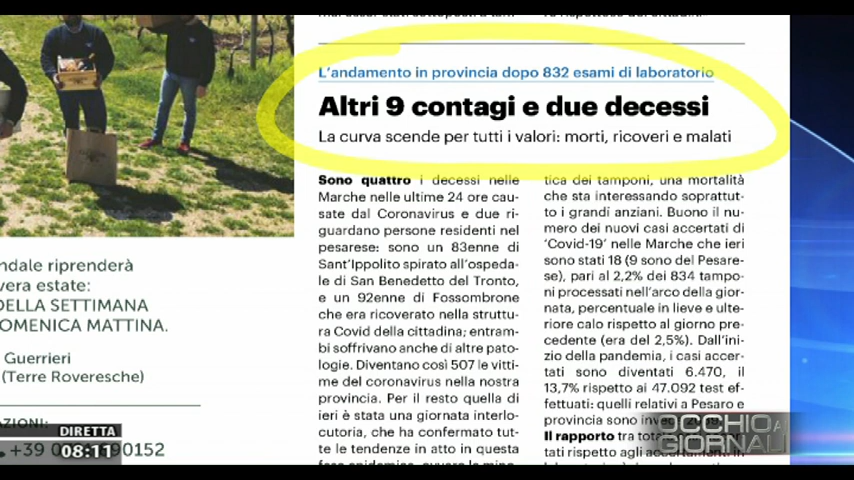 L'andamento in provincia dopo 832 esami di laboratorio
Altri 9 contagi e due decessi
La curva scende per tutti i valori: morti, ricoveri e malati
Sono quattro i decessi nelle
Marche nelle ultime 24 ore cau-
sate dal Coronavirus e due ri-
guardano persone residenti nel
pesarese: sono un 83enne di
Sant'Ippolito spirato all'ospeda-
le di San Benedetto del Tronto,
e un 92enne di Fossombrone
che era ricoverato nella struttu-
ra Covid della cittadina; entram-
bi soffrivano anche di altre pato-
logie. Diventano così 507 le vitti-
me del coronavirus nella nostra
provincia. Per il resto quella di
ieri è stata una giornata interlo-
cutoria, che ha confermato tut-
te le tendenze in atto in questa
tica dei tamponi, una mortalità
che sta interessando soprattut-
to i grandi anziani. Buono il nu-
mero dei nuovi casi accertati di
'Covid-19' nelle Marche che ieri
sono stati 18 (9 sono del Pesare-
se), pari al 2,2% dei 834 tampo-
ni processati nell'arco della gior-
nata, percentuale in lieve e ulte-
riore calo rispetto al giorno pre-
cedente (era del 2,5%). Dall'ini-
zio della pandemia, i casi accer-
tati sono diventati 6.470, il
13,7% rispetto ai 47.092 test ef-
fettuati: quelli relativi a Pesaro e
provincia sono
Il rapporto tra
tati rispetto agli
ndale riprenderà
vera estate:
DELLA SETTIMANA
OMENICA MATTINA.
Guerrieri
(Terre Roveresche)
AZIONI:
+39 0 90152
DIRETTA
08:11
OCCHIO AI
GIORNALI